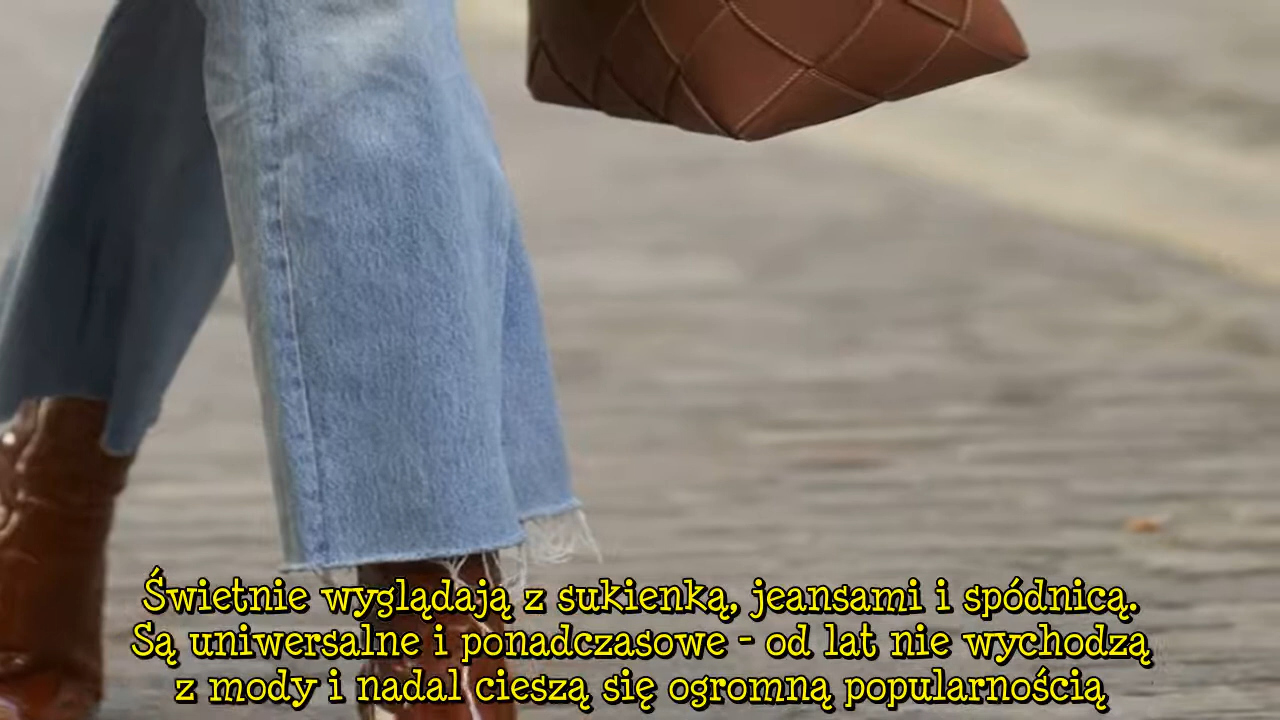 Świetnie wyglądają z sukienką, jeansami i spódnicą.
Są uniwersalne i ponadczasowe - od lat nie wychodzą
z mody i nadal cieszą się ogromną popularnością